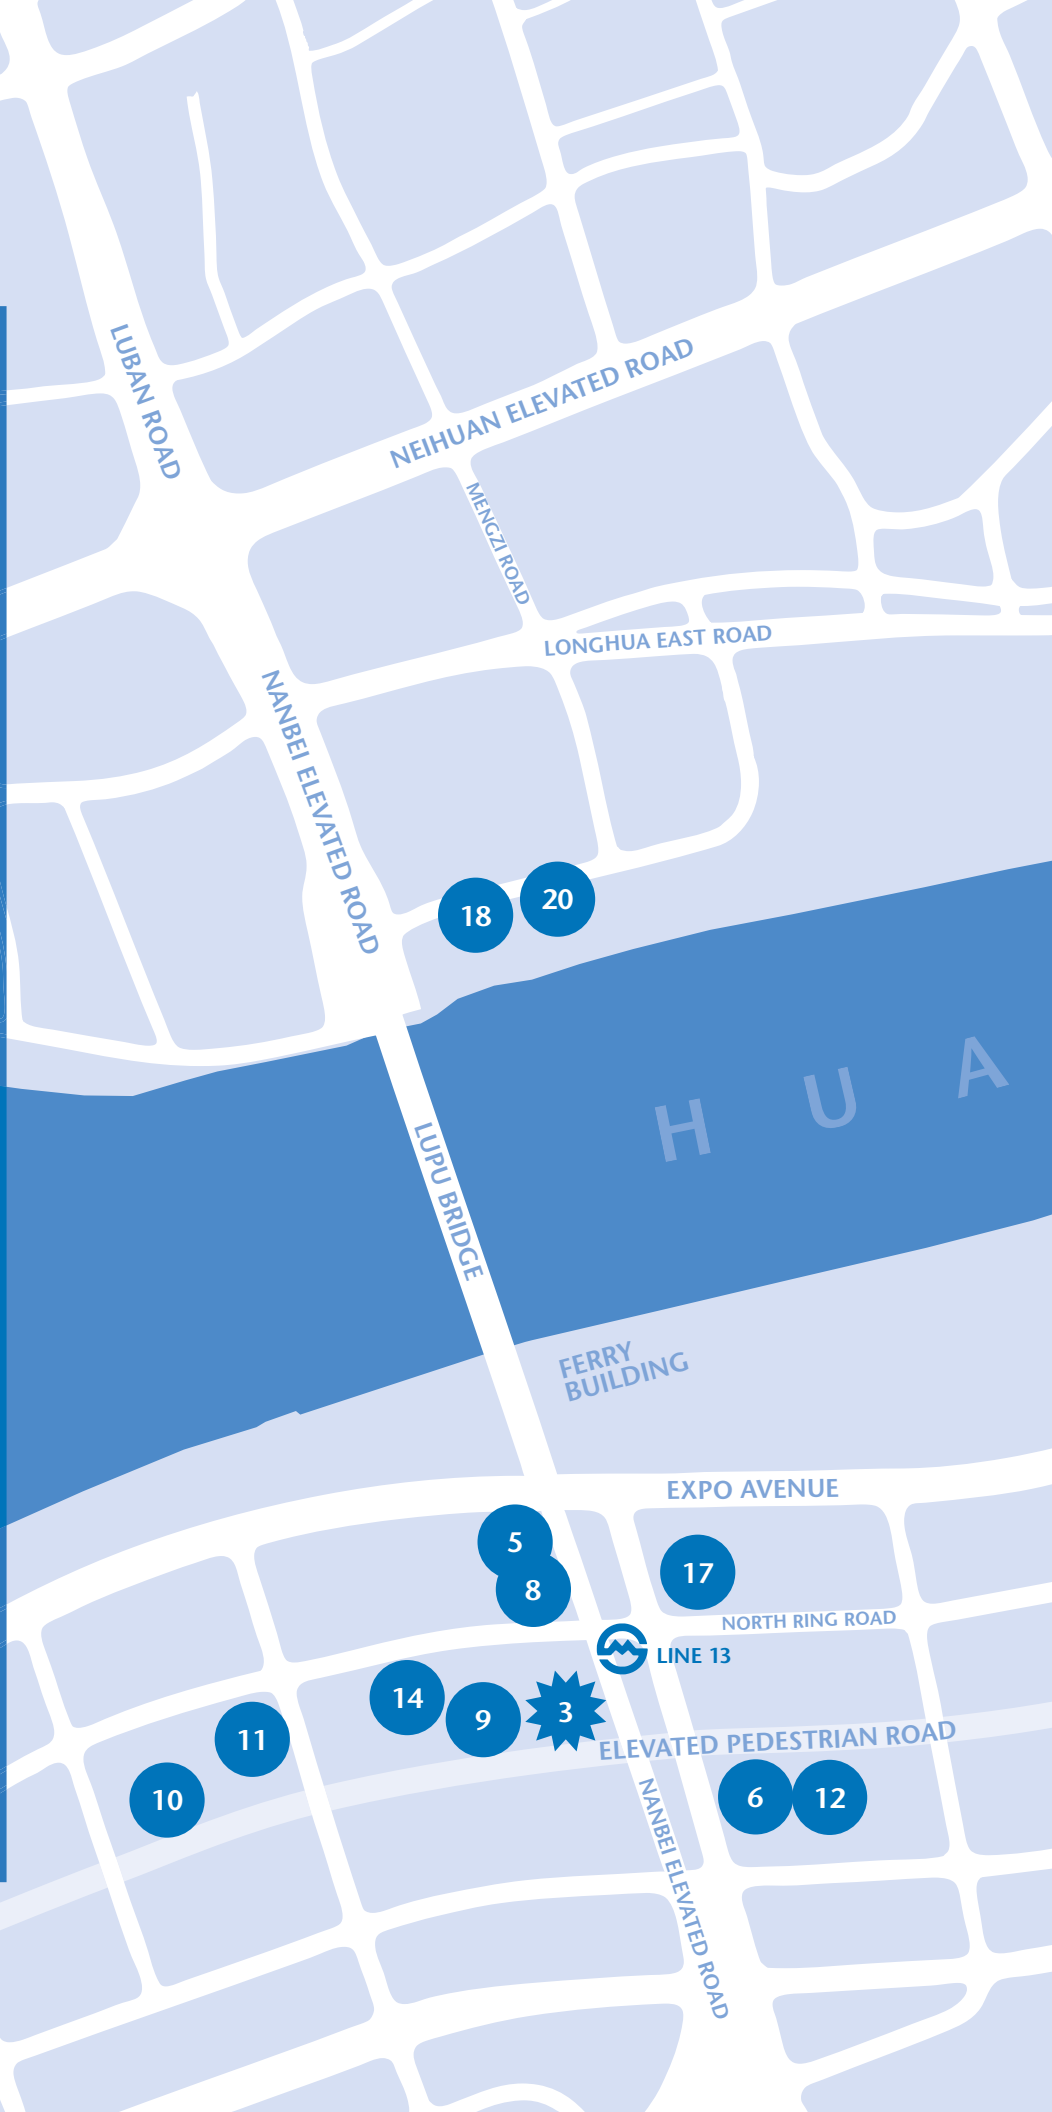 LUBAN ROAD
NEIHUAN ELEVATED ROAD
MENGZI ROAD
LONGHUA EAST ROAD
NANBEI ELEVATED ROAD
18
20
H U A
LUPU BRIDGE
FERRY
BUILDING
EXPO AVENUE
5
8
17
NORTH RING ROAD
LINE 13
14
9
3
11
ELEVATED PEDESTRIAN ROAD
10
6
12
NANBEI ELEVATED ROAD